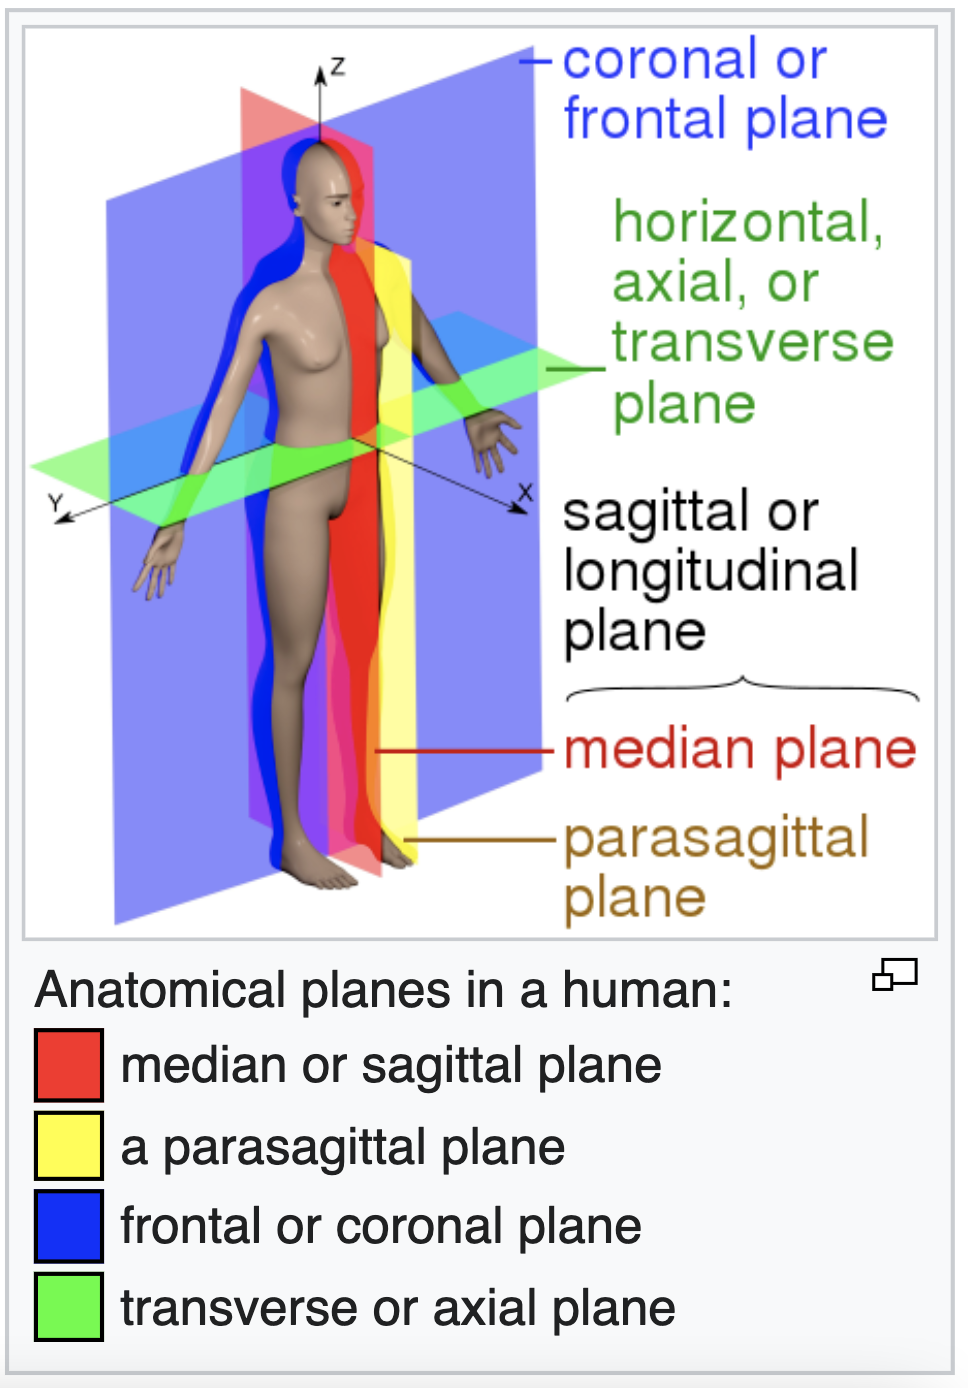 Z
coronal or
frontal plane
horizontal,
axial, or
transverse
plane
Y
X
sagittal or
longitudinal
plane
median plane
parasagittal
plane
Anatomical planes in a human:
median or sagittal plane
a parasagittal plane
frontal or coronal plane
transverse or axial plane